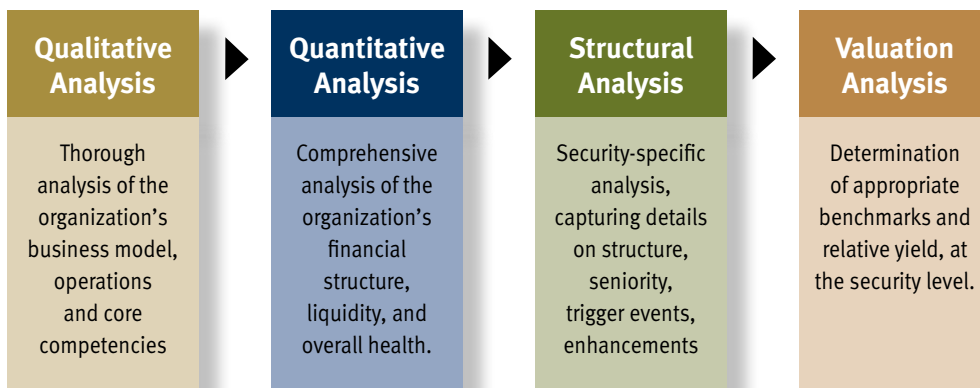 Qualitative
Analysis
Thorough
analysis of the
organization’s
business model,
operations
and core
competencies
Quantitative
Analysis
Comprehensive
analysis of the
organization’s
financial
structure,
liquidity, and
overall health.
Structural
Analysis
Security-specific
analysis,
capturing details
on structure,
seniority,
trigger events,
enhancements
Valuation
Analysis
Determination
of appropriate
benchmarks and
relative yield, at
the security level.